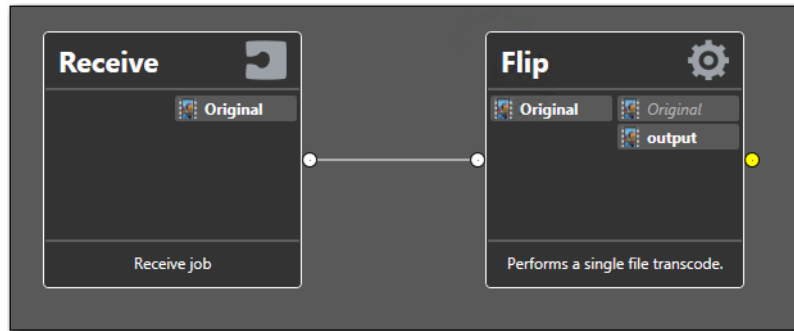 Receive
Original
Receive job
Flip
Original
Original
output
Performs a single file transcode.